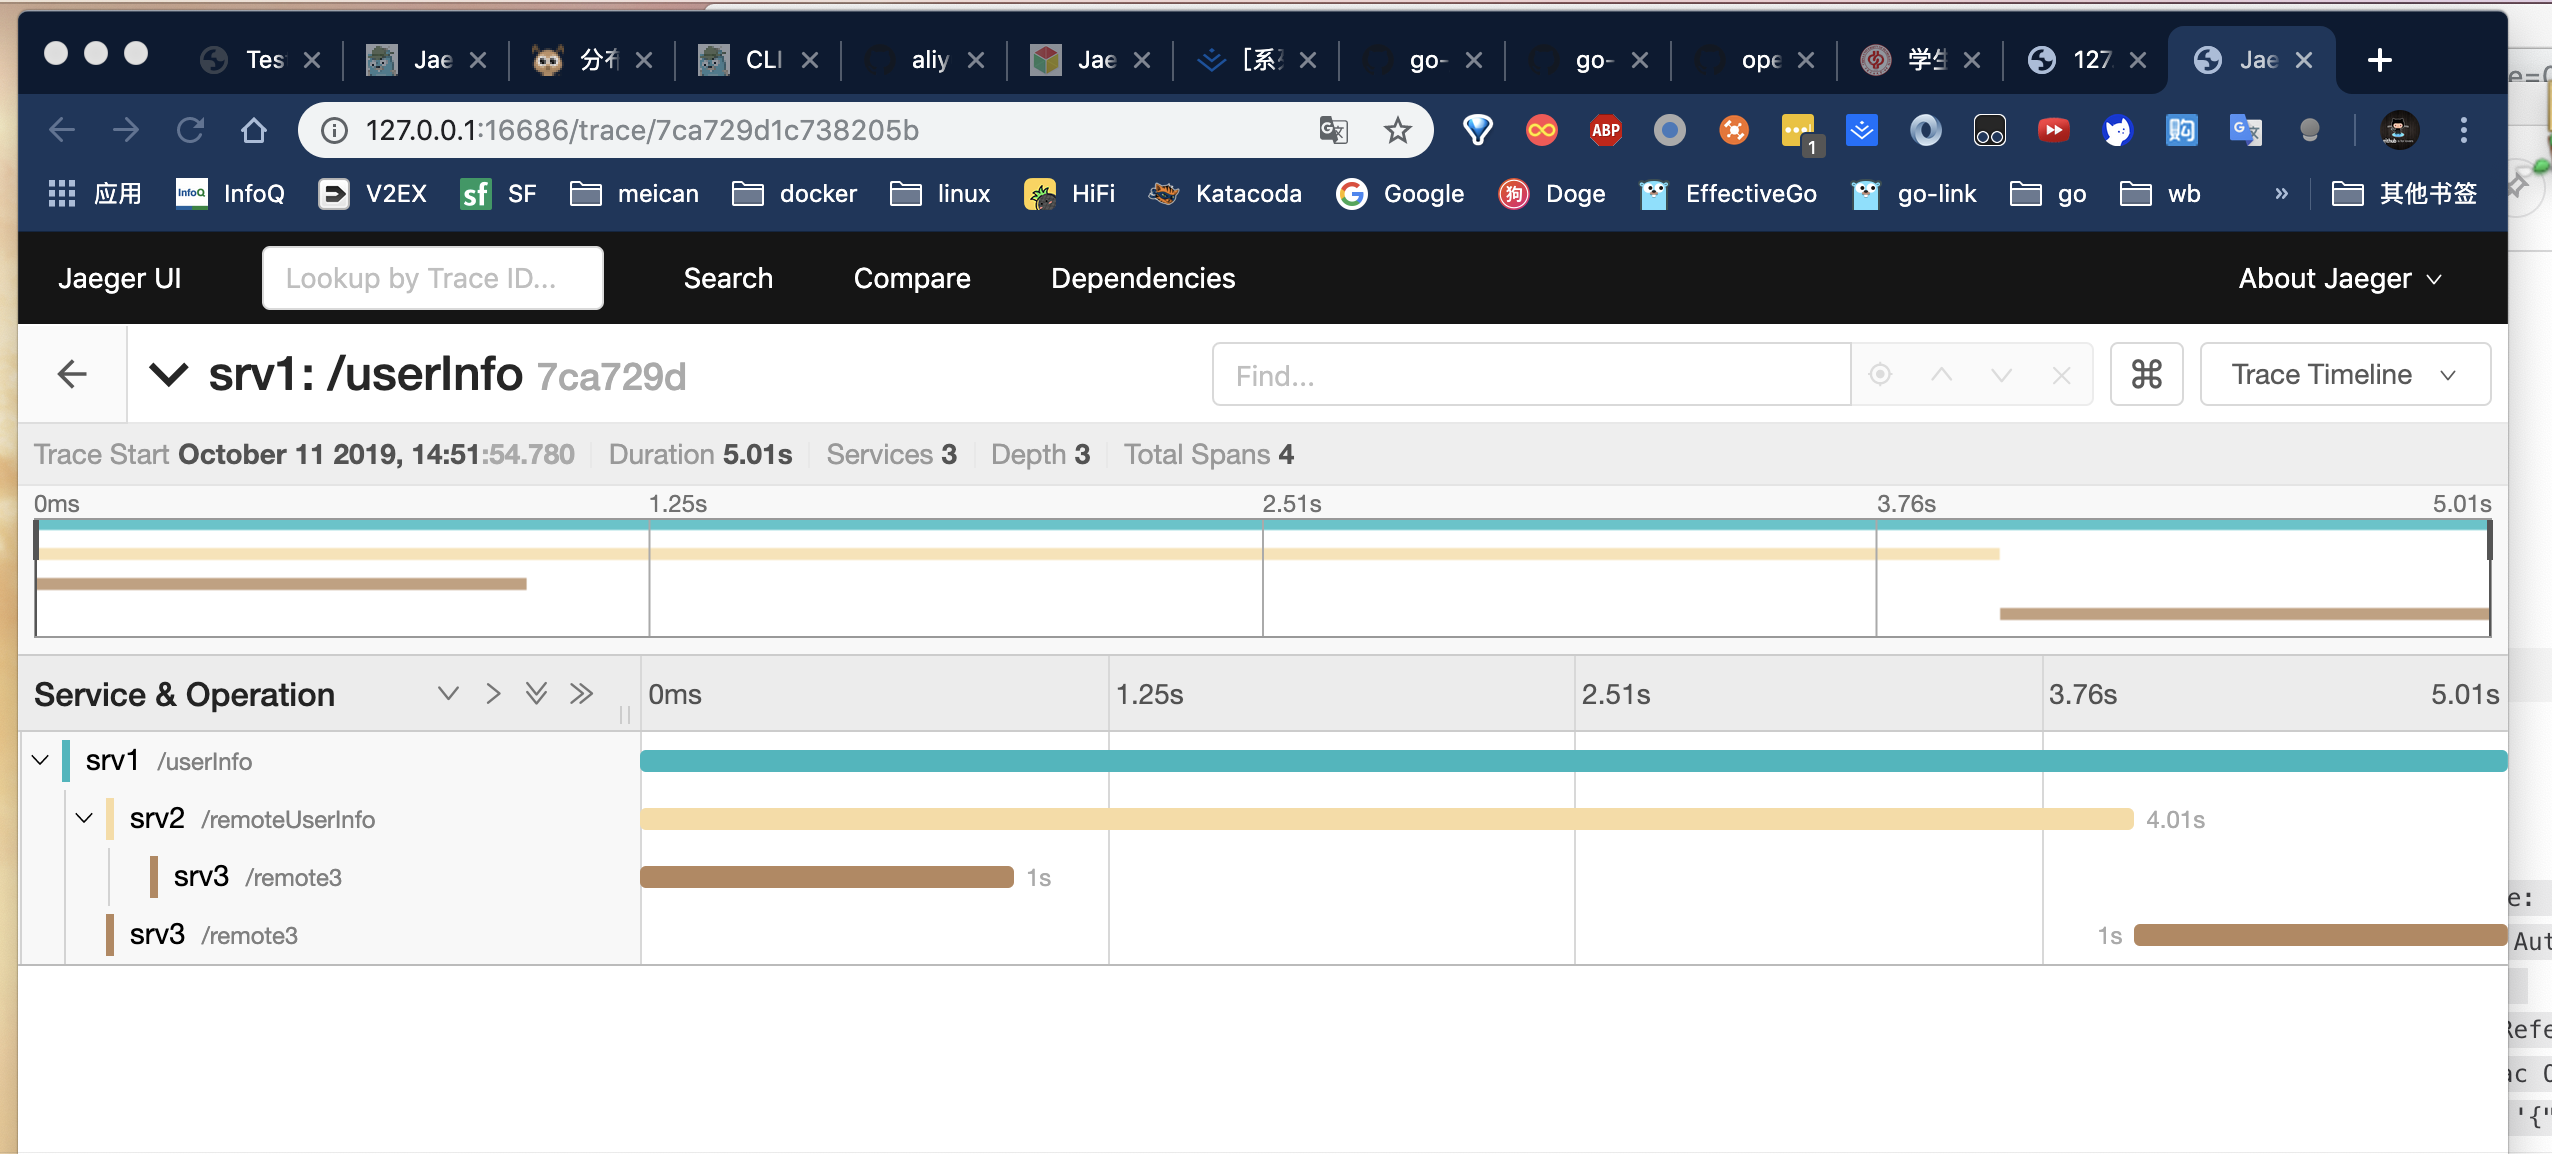 Tes Jae 分布 CLI aliy Jae [系 go- go- ope 学生 127. Jae
127.0.0.1:16686/trace/7ca729d1c738205b ABP 1 购
应用 InfoQ InfoQ V2EX sf SF meican docker linux HiFi Katacoda Google 狗 Doge EffectiveGo go-link go wb » 其他书签
Jaeger UI Lookup by Trace ID... Search Compare Dependencies About Jaeger
srv1: /userInfo 7ca729d Find... ⌘ Trace Timeline
Trace Start October 11 2019, 14:51:54.780 Duration 5.01s Services 3 Depth 3 Total Spans 4
0ms 1.25s 2.51s 3.76s 5.01s
Service & Operation 0ms 1.25s 2.51s 3.76s 5.01s
srv1 /userInfo
srv2 /remoteUserInfo 4.01s
srv3 /remote3 1s
srv3 /remote3 1s
e:
Aut
Refe
ac O
'{"